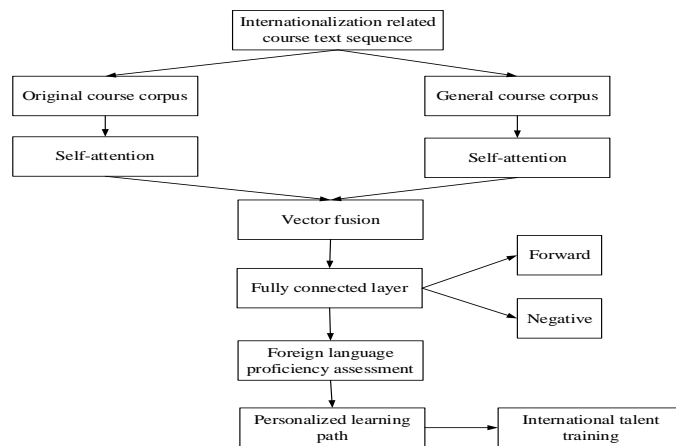 Internationalization related
course text sequence
Original course corpus
General course corpus
Self-attention
Self-attention
Vector fusion
Forward
Fully connected layer
Negative
Foreign language
proficiency assessment
Personalized learning
path
International talent
training